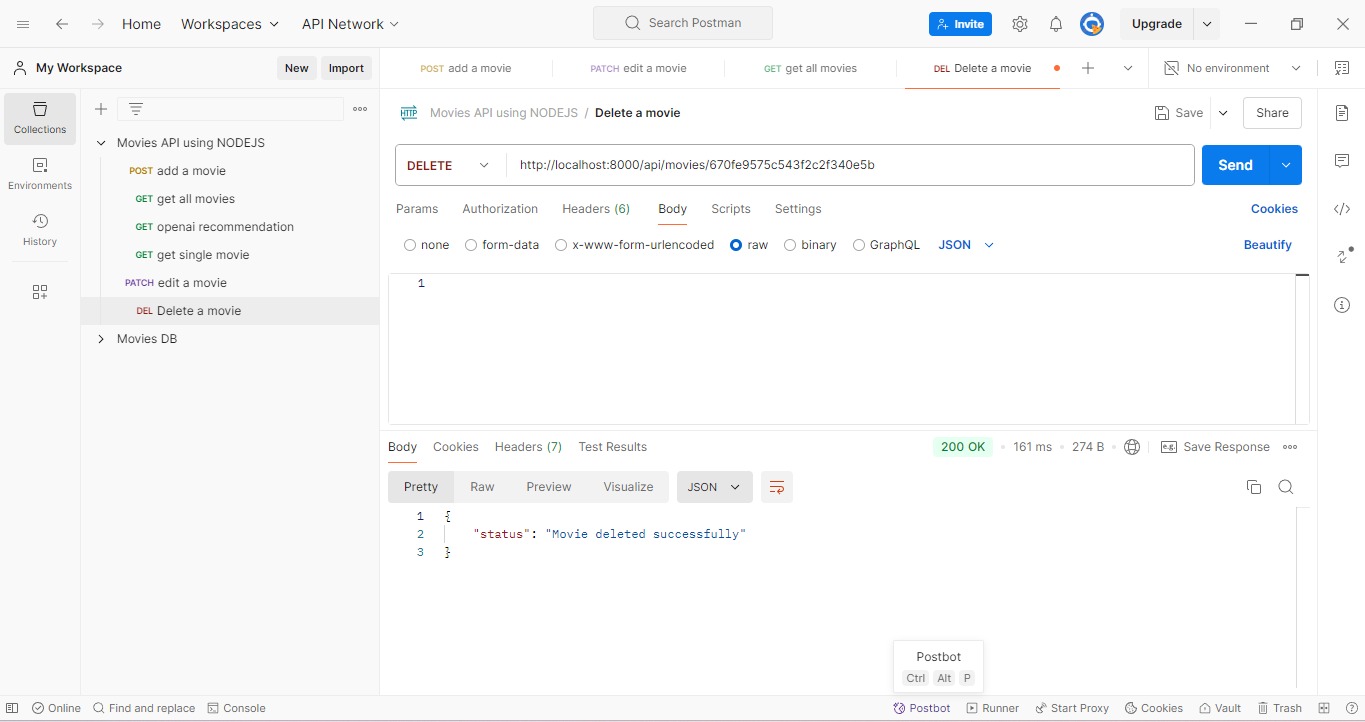 Home Workspaces API Network Search Postman Invite Upgrade
My Workspace New Import POST add a movie PATCH edit a movie GET get all movies DEL Delete a movie No environment
Collections
Environments
History
Movies API using NODEJS
POST add a movie
GET get all movies
GET openai recommendation
GET get single movie
PATCH edit a movie
DEL Delete a movie
Movies DB
HTTP Movies API using NODEJS / Delete a movie Save Share
DELETE http://localhost:8000/api/movies/670fe9575c543f2c2f340e5b Send
Params Authorization Headers (6) Body Scripts Settings Cookies
none form-data x-www-form-urlencoded raw binary GraphQL JSON Beautify
1
Body Cookies Headers (7) Test Results 200 OK 161 ms 274 B e.g. Save Response
Pretty Raw Preview Visualize JSON
1 {
2 "status": "Movie deleted successfully"
3 }
Postbot
Ctrl Alt P
Online Find and replace Console Postbot Runner Start Proxy Cookies Vault Trash